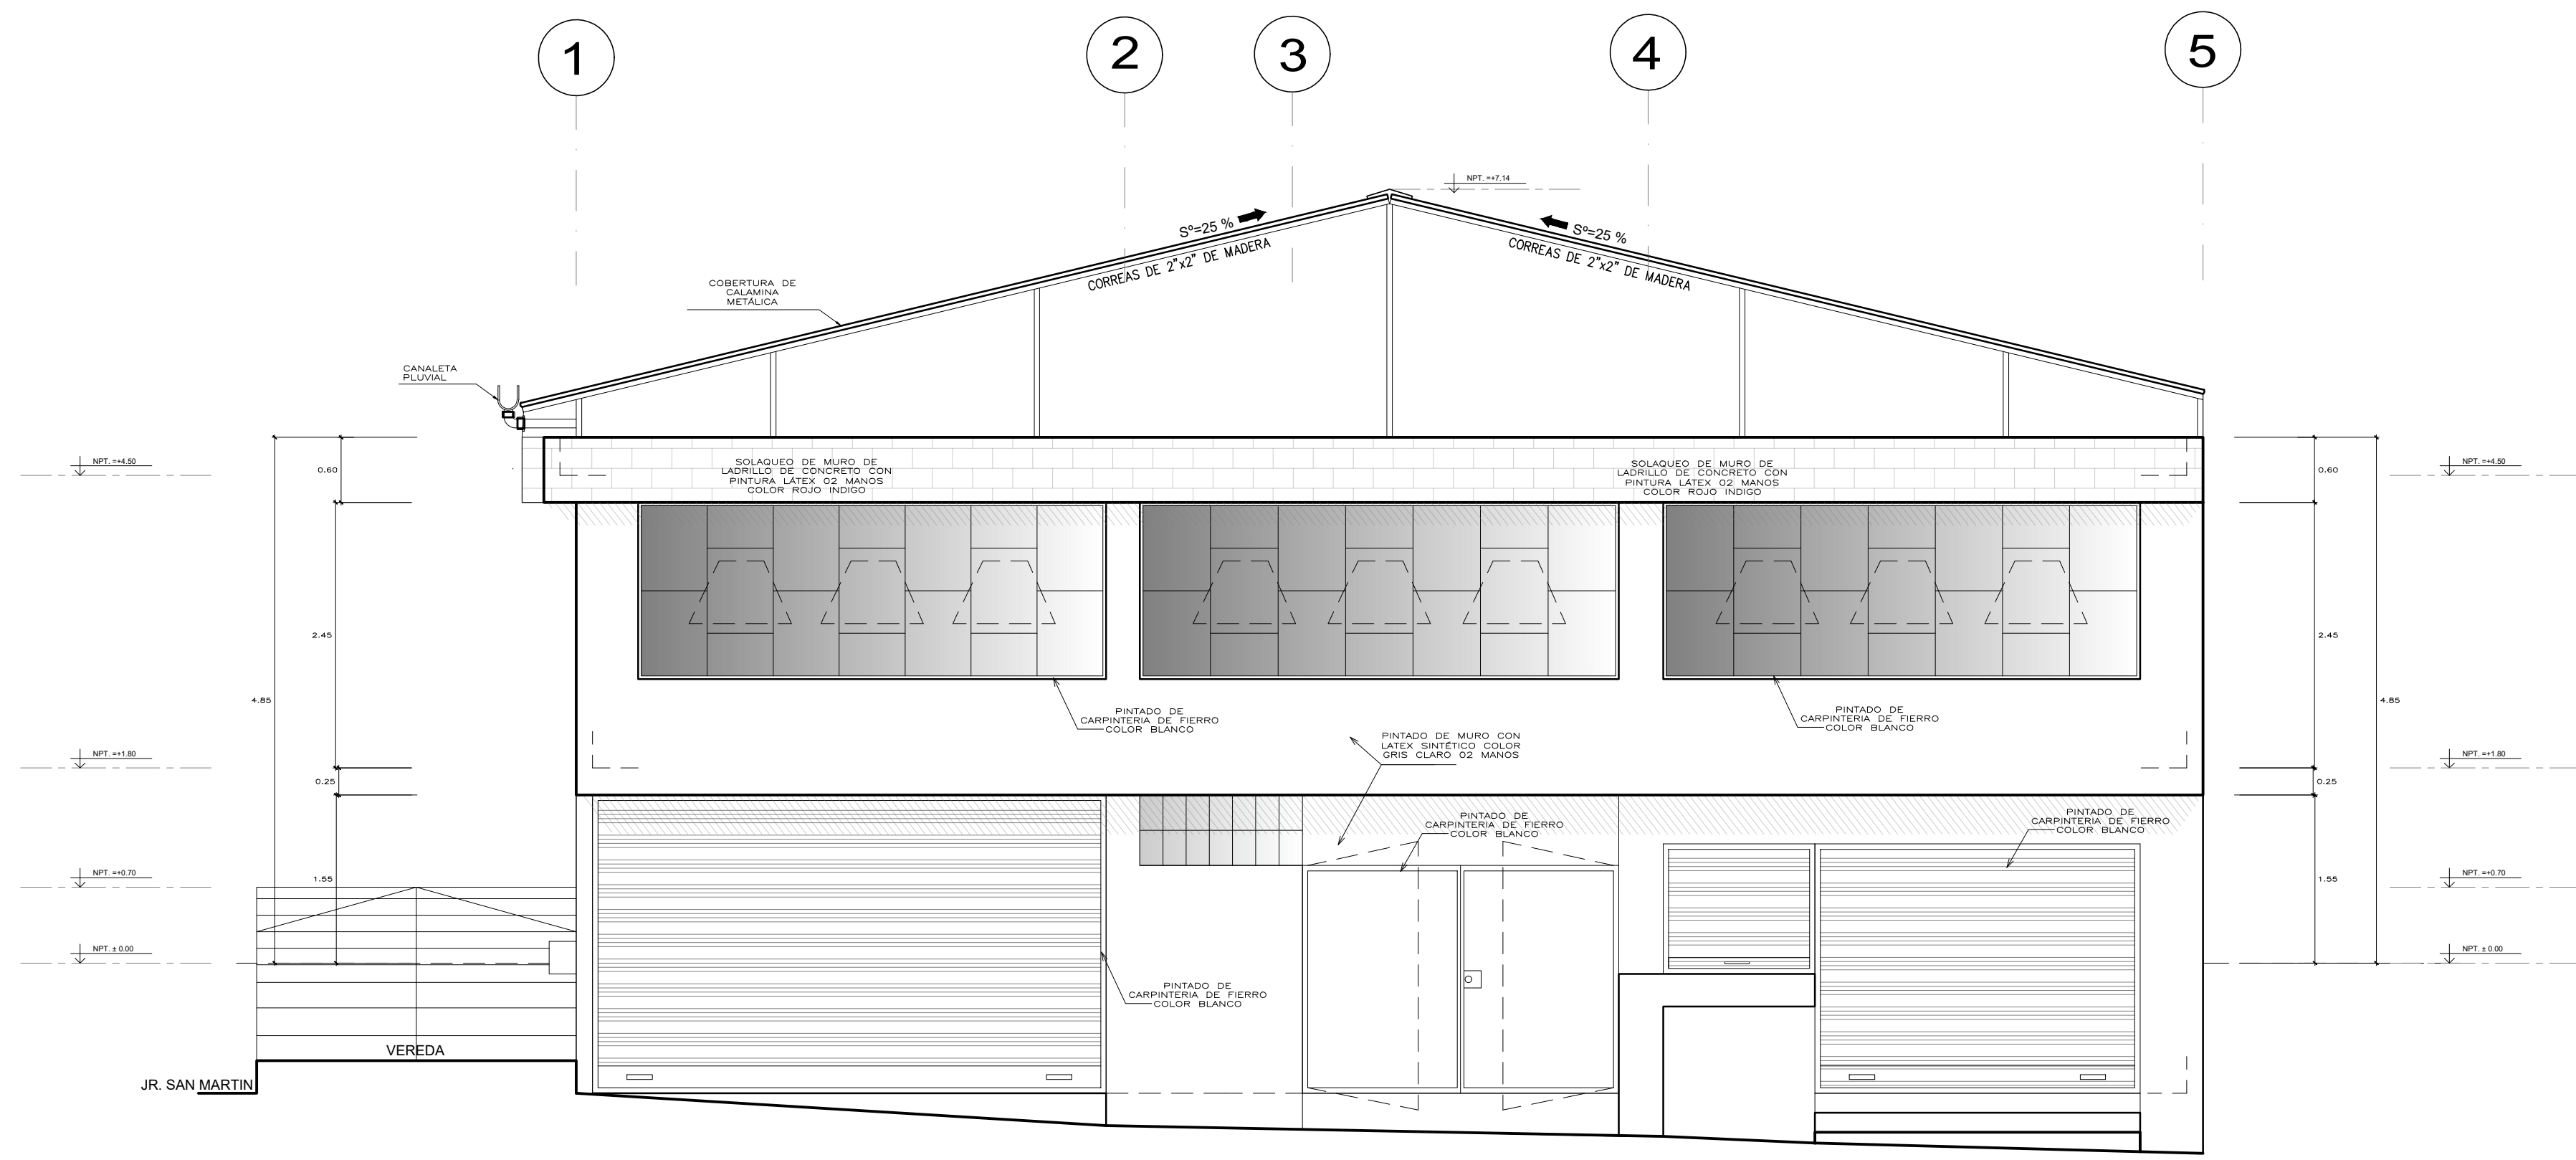 1
2
3
4
5
NPT. =+7.14
Sº=25 %
Sº=25 %
CORREAS DE 2"x2" DE MADERA
CORREAS DE 2"x2" DE MADERA
COBERTURA DE
CALAMINA
METÁLICA
CANALETA
PLUVIAL
NPT. =+4.50
0.60
SOLAQUEO DE MURO DE
LADRILLO DE CONCRETO CON
PINTURA LÁTEX 02 MANOS
COLOR ROJO INDIGO
SOLAQUEO DE MURO DE
LADRILLO DE CONCRETO CON
PINTURA LÁTEX 02 MANOS
COLOR ROJO INDIGO
0.60
NPT. =+4.50
2.45
2.45
4.85
4.85
PINTADO DE
CARPINTERIA DE FIERRO
COLOR BLANCO
PINTADO DE
CARPINTERIA DE FIERRO
COLOR BLANCO
PINTADO DE MURO CON
LATEX SINTÉTICO COLOR
GRIS CLARO 02 MANOS
NPT. =+1.80
NPT. =+1.80
0.25
0.25
PINTADO DE
CARPINTERIA DE FIERRO
COLOR BLANCO
PINTADO DE
CARPINTERIA DE FIERRO
COLOR BLANCO
NPT. =+0.70
1.55
1.55
NPT. =+0.70
NPT. ± 0.00
NPT. ± 0.00
PINTADO DE
CARPINTERIA DE FIERRO
COLOR BLANCO
VEREDA
JR. SAN MARTIN